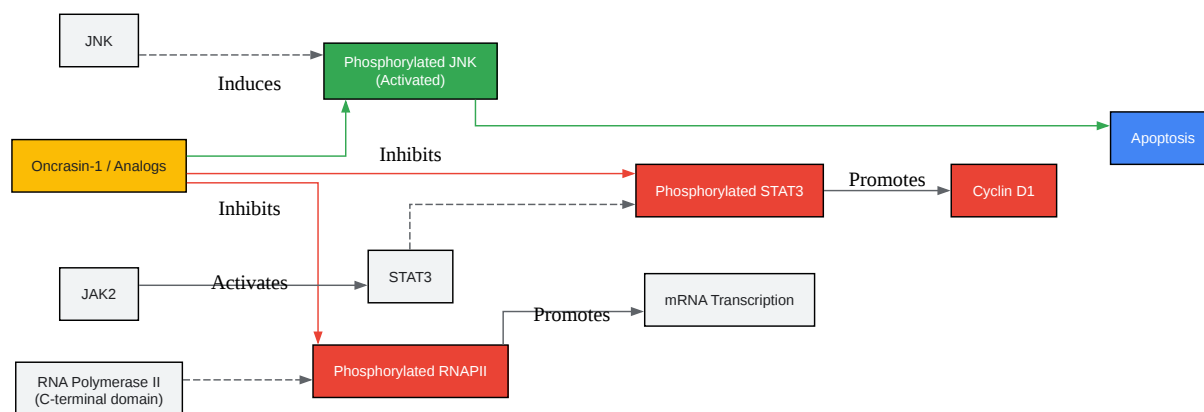 JNK
Phosphorylated JNK
(Activated)
Induces
Apoptosis
Oncrasin-1 / Analogs
Inhibits
Phosphorylated STAT3
Promotes
Cyclin D1
Inhibits
JAK2
Activates
STAT3
mRNA Transcription
Promotes
Phosphorylated RNAPII
RNA Polymerase II
(C-terminal domain)